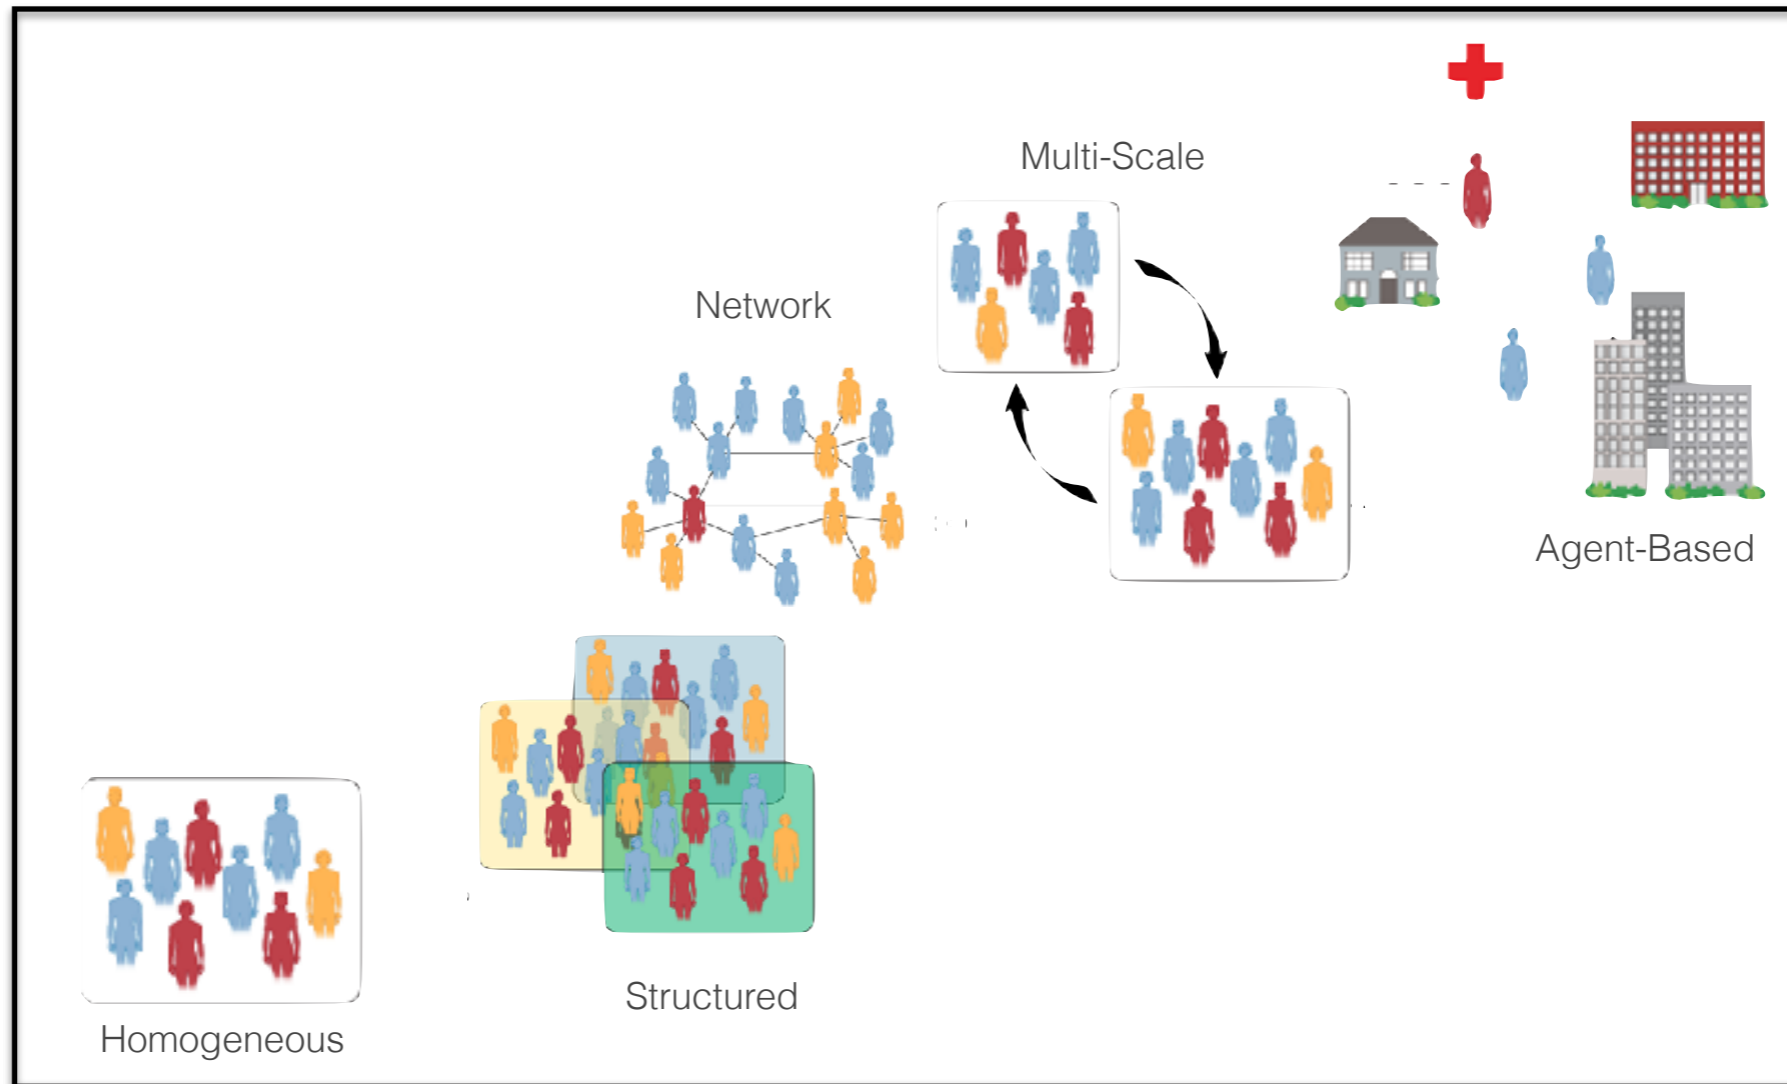 Multi-Scale
Network
Agent-Based
Structured
Homogeneous